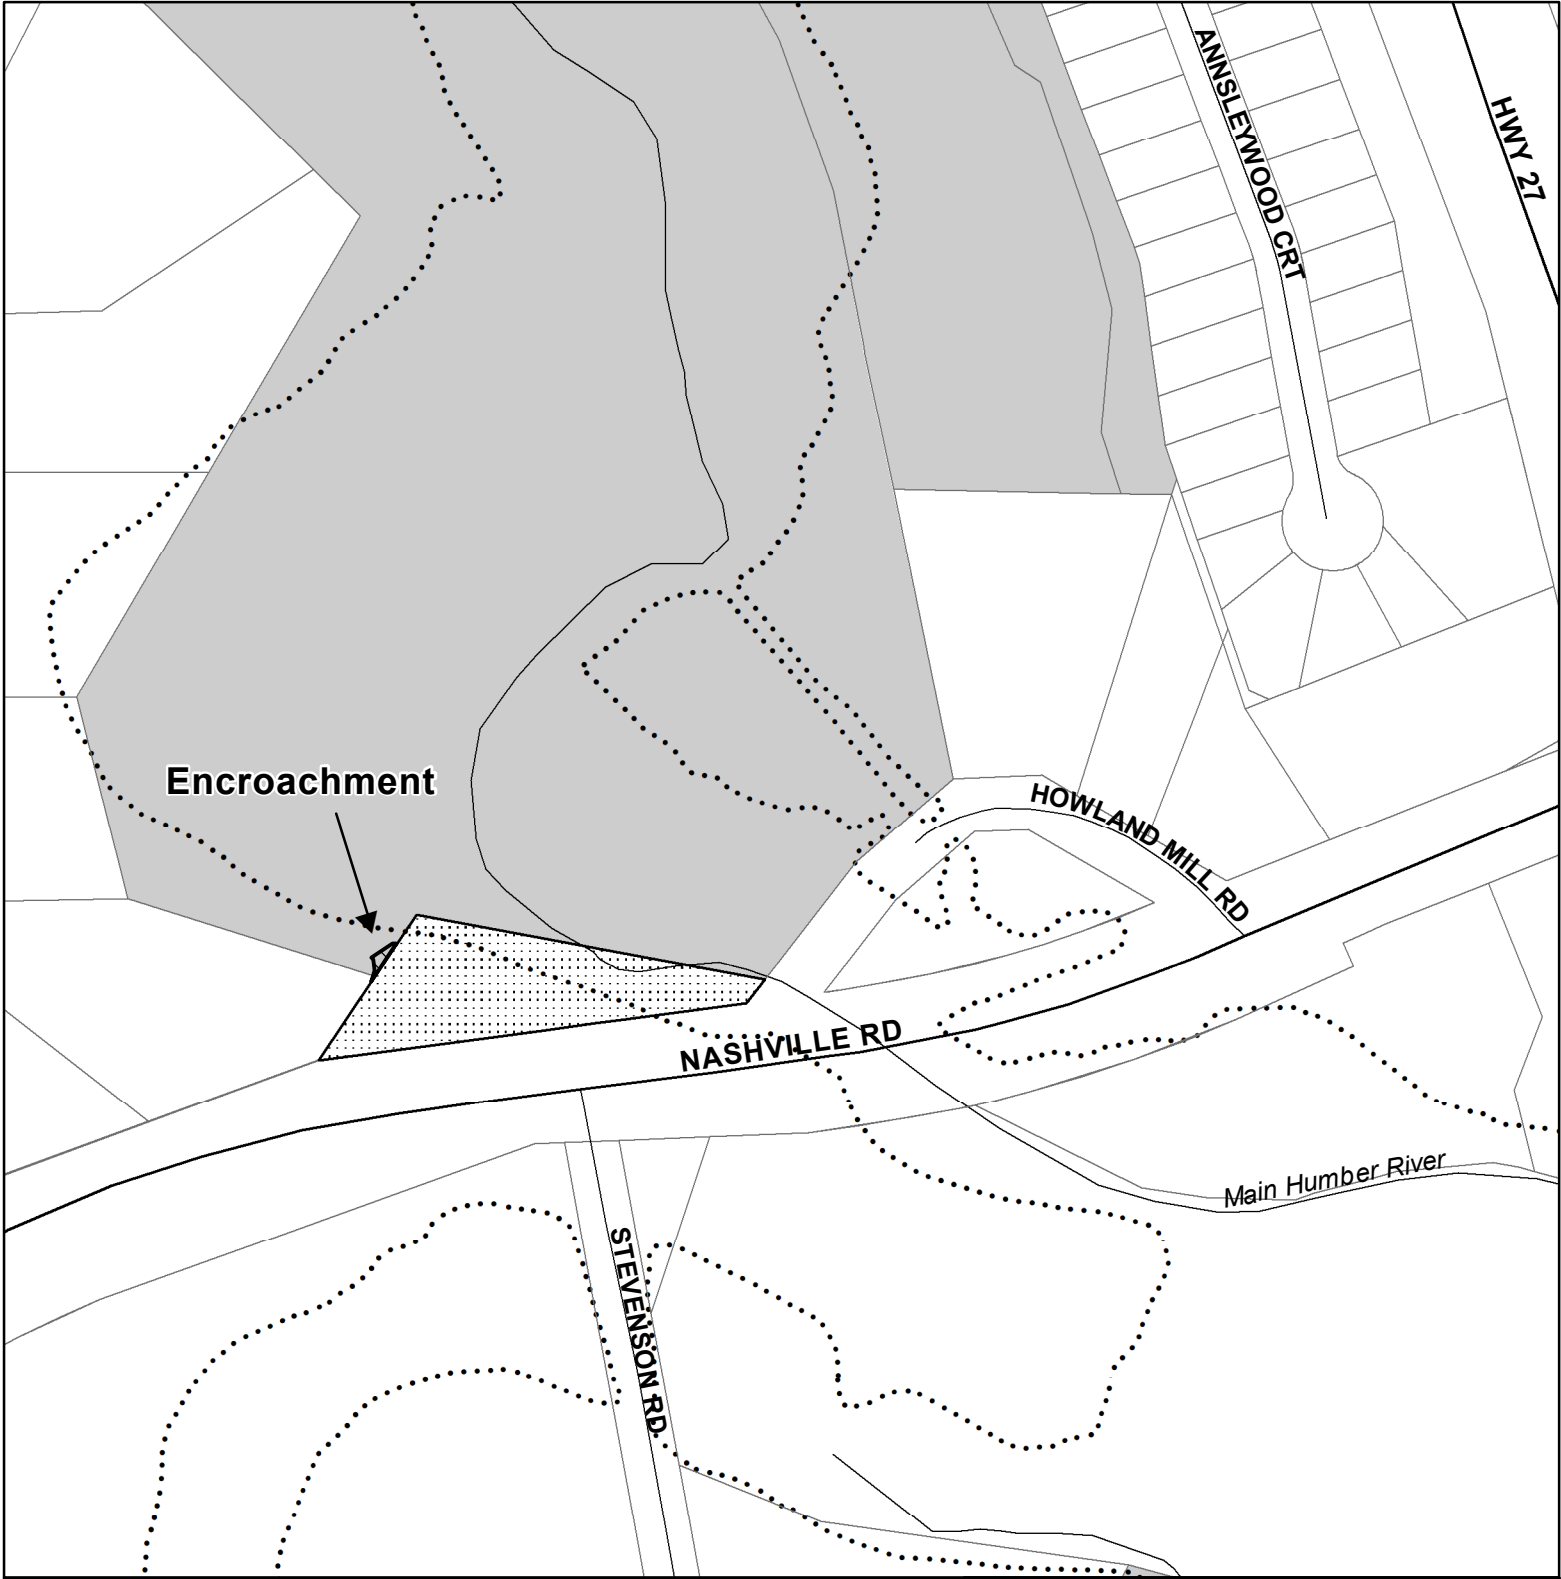 ANNSLEYWOOD CRT
HWY 27
Encroachment
HOWLAND MILL RD
NASHVILLE RD
Main Humber River
STEVENSON RD